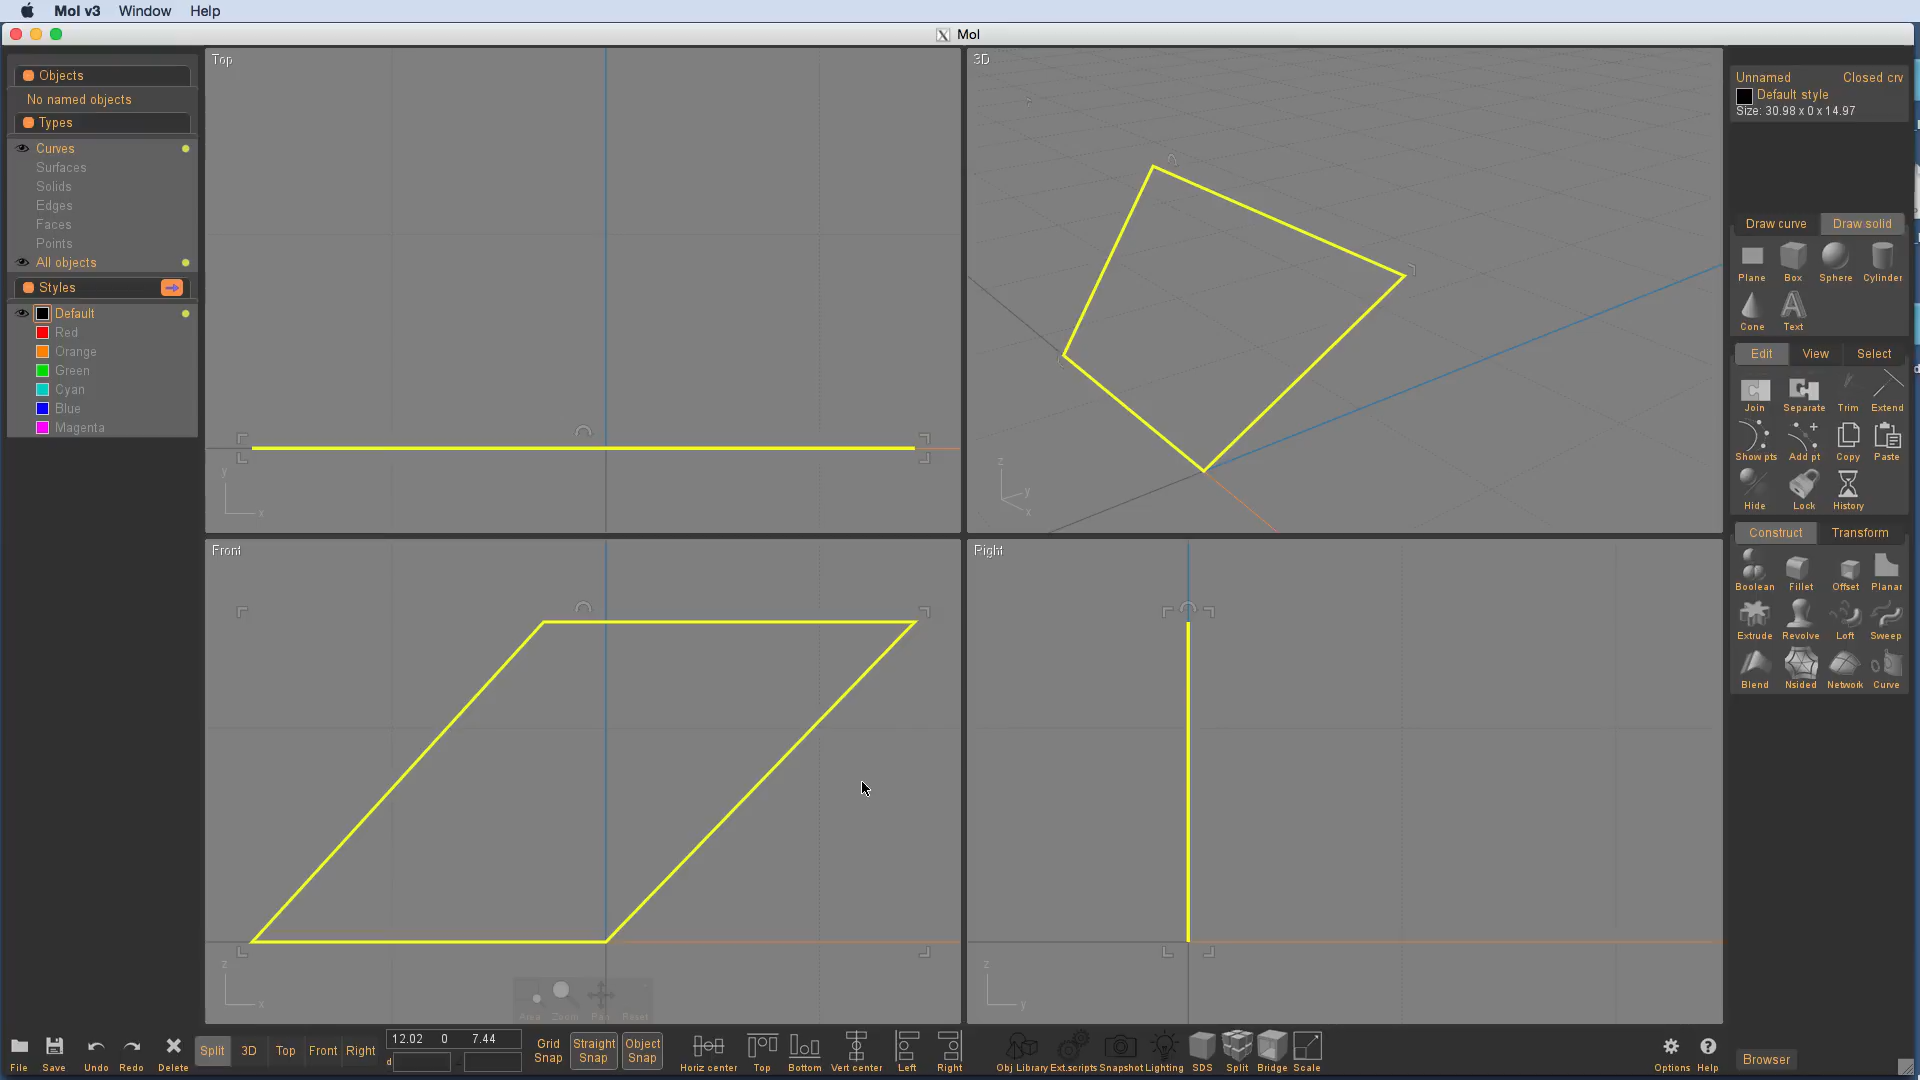 MoI v3 Window Help
MoI
Objects
No named objects
Types
Curves
Surfaces
Solids
Edges
Faces
Points
All objects
Styles
Default
Red
Orange
Green
Cyan
Blue
Magenta
Top
y
x
3D
z
y
x
Front
z
x
Area Zoom Pan Reset
Right
z
y
Unnamed Closed crv
Default style
Size: 30.98 x 0 x 14.97
Draw curve Draw solid
Plane Box Sphere Cylinder
Cone Text
Edit View Select
Join Separate Trim Extend
Show pts Add pt Copy Paste
Hide Lock History
Construct Transform
Boolean Fillet Offset Planar
Extrude Revolve Loft Sweep
Blend Nsided Network Curve
File Save Undo Redo Delete
Split 3D Top Front Right
12.02 0 7.44
d
Grid Snap
Straight Snap
Object Snap
Horiz center Top Bottom Vert center Left Right
Obj Library Ext.scripts Snapshot Lighting SDS Split Bridge Scale
Options Help
Browser